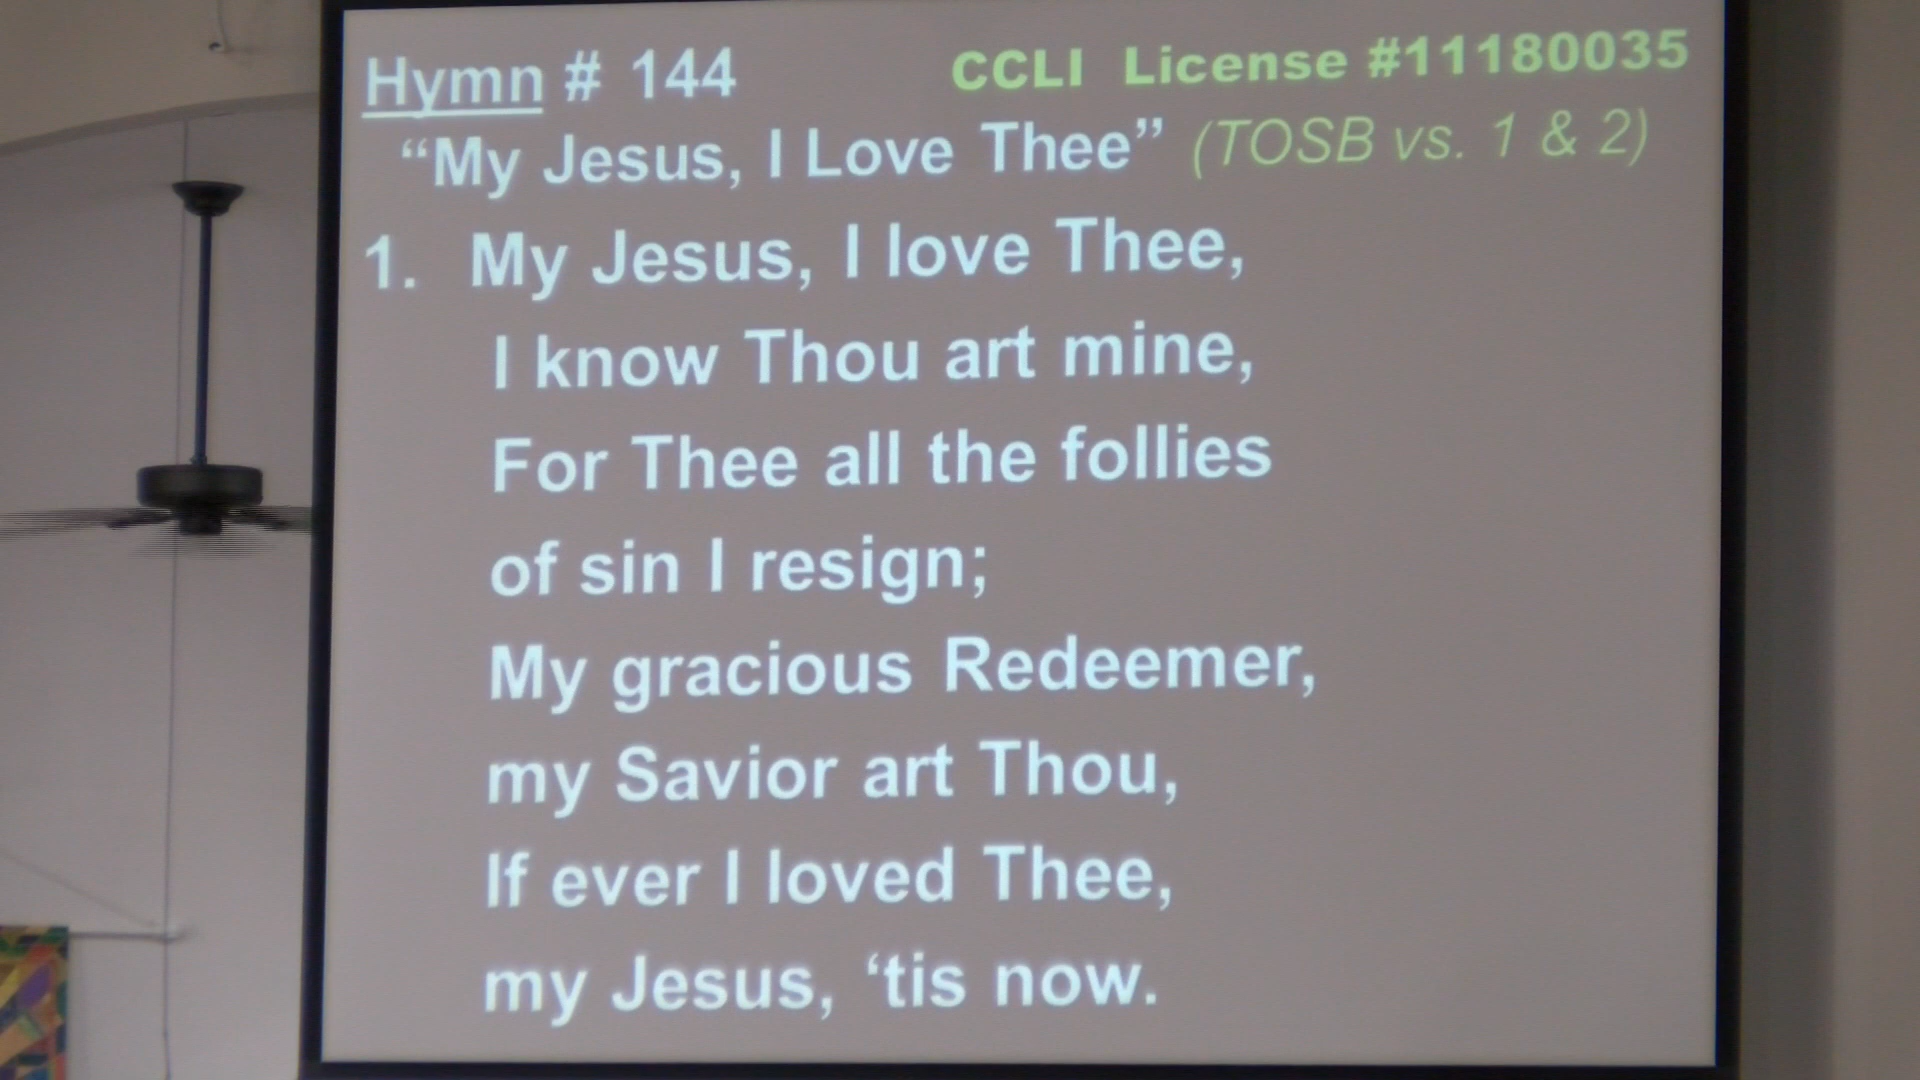 Hymn # 144 CCLI License #11180035
“My Jesus, I Love Thee” (TOSB vs. 1 & 2)
1. My Jesus, I love Thee,
I know Thou art mine,
For Thee all the follies
of sin I resign;
My gracious Redeemer,
my Savior art Thou,
If ever I loved Thee,
my Jesus, ‘tis now.